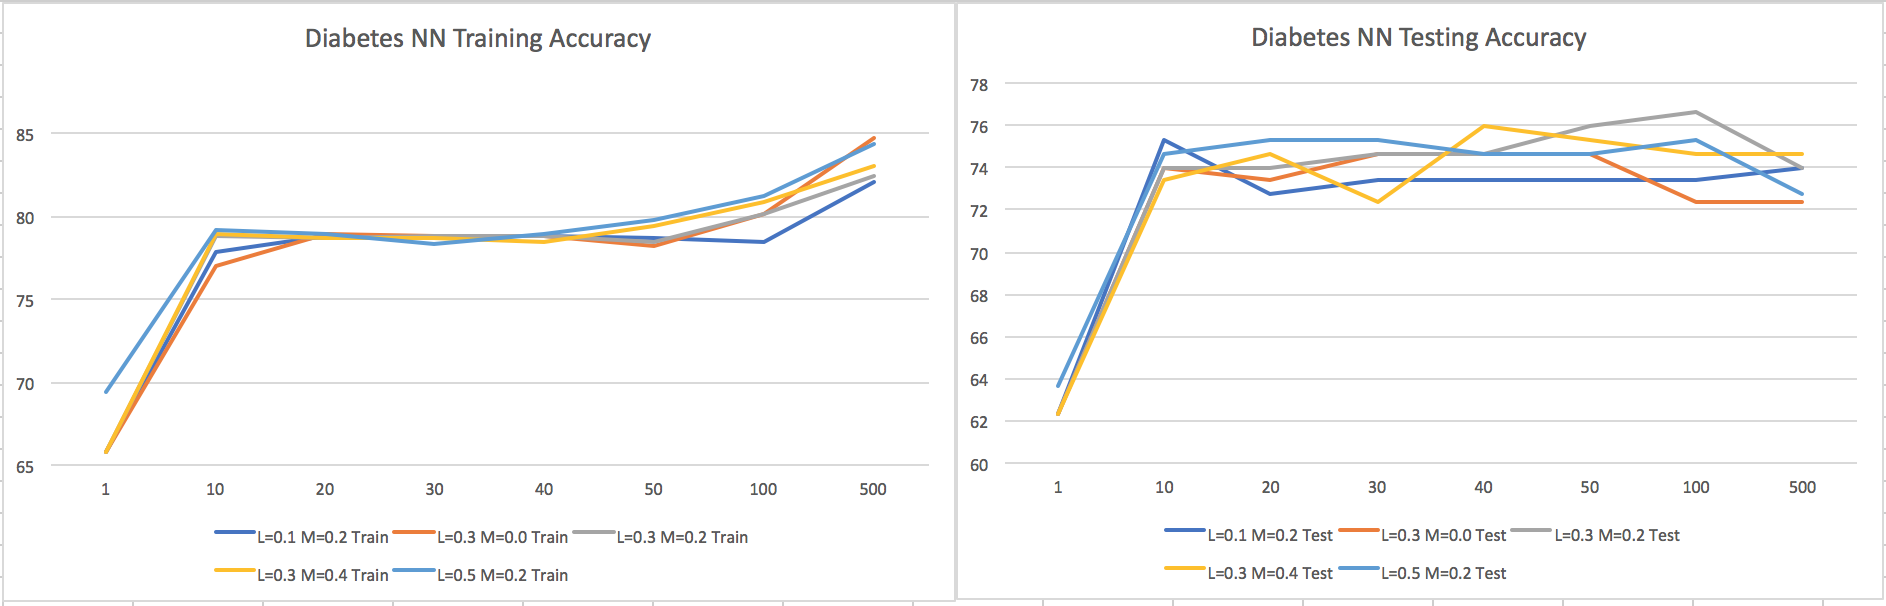 Diabetes NN Training Accuracy
85
80
75
70
65
1 10 20 30 40 50 100 500
L=0.1 M=0.2 Train L=0.3 M=0.0 Train L=0.3 M=0.2 Train
L=0.3 M=0.4 Train L=0.5 M=0.2 Train
Diabetes NN Testing Accuracy
78
76
74
72
70
68
66
64
62
60
1 10 20 30 40 50 100 500
L=0.1 M=0.2 Test L=0.3 M=0.0 Test L=0.3 M=0.2 Test
L=0.3 M=0.4 Test L=0.5 M=0.2 Test